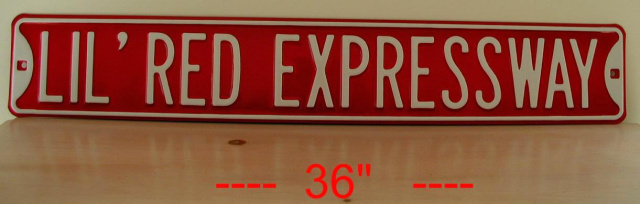 LIL' RED EXPRESSWAY
---- 36" ----